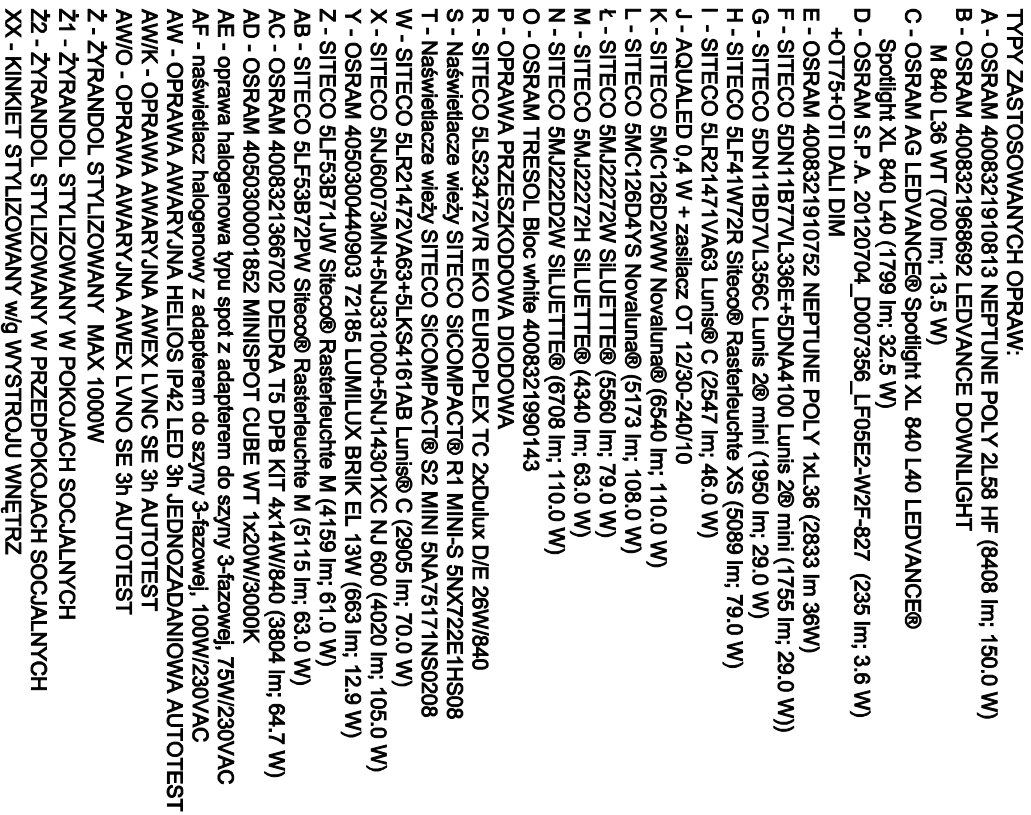 TYPY ZASTOSOWANYCH OPRAW:
A - OSRAM 4008321910813 NEPTUNE POLY 2L58 HF (8408 lm; 150.0 W)
B - OSRAM 4008321968692 LEDVANCE DOWNLIGHT
M 840 L36 WT (700 lm; 13.5 W)
C - OSRAM AG LEDVANCE® Spotlight XL 840 L40 LEDVANCE®
Spotlight XL 840 L40 (1799 lm; 32.5 W)
D - OSRAM S.P.A. 20120704_D007356_LF05E2-W2F-827 (235 lm; 3.6 W)
+OT75+OTI DALI DIM
E - OSRAM 4008321910752 NEPTUNE POLY 1xL36 (2833 lm 36W)
F - SITECO 5DN11B77VL336E+5DNA4100 Lunis 2® mini (1755 lm; 29.0 W))
G - SITECO 5DN11BD7VL356C Lunis 2® mini (1950 lm; 29.0 W)
H - SITECO 5LF41W72R Siteco® Rasterleuchte XS (5089 lm; 79.0 W)
I - SITECO 5LR21471VA63 Lunis® C (2547 lm; 46.0 W)
J - AQUALED 0,4 W + zasilacz OT 12/30-240/10
K - SITECO 5MC126D2WW Novaluna® (6540 lm; 110.0 W)
L - SITECO 5MC126D4YS Novaluna® (5173 lm; 108.0 W)
Ł - SITECO 5MJ22272W SiLUETTE® (5560 lm; 79.0 W)
M - SITECO 5MJ22272H SiLUETTE® (4340 lm; 63.0 W)
N - SITECO 5MJ222D2W SiLUETTE® (6708 lm; 110.0 W)
O - OSRAM TRESOL Bloc white 4008321990143
P - OPRAWA PRZESZKODOWA DIODOWA
R - SITECO 5LS23472VR EKO EUROPLEX TC 2xDulux D/E 26W/840
S - Naświetlacze wieży SITECO SiCOMPACT® R1 MINI-S 5NX722E1HS08
T - Naświetlacze wieży SITECO SiCOMPACT® S2 MINI 5NA75171NS0208
W - SITECO 5LR21472VA63+5LKS4161AB Lunis® C (2905 lm; 70.0 W)
X - SITECO 5NJ60073MN+5NJ331000+5NJ14301XC NJ 600 (4020 lm; 105.0 W)
Y - OSRAM 4050300440903 72185 LUMILUX BRIK EL 13W (663 lm; 12.9 W)
Z - SITECO 5LF53B71JW Siteco® Rasterleuchte M (4159 lm; 61.0 W)
AB - SITECO 5LF53B72PW Siteco® Rasterleuchte M (5115 lm; 63.0 W)
AC - OSRAM 4008321366702 DEDRA T5 DPB KIT 4x14W/840 (3804 lm; 64.7 W)
AD - OSRAM 4050300001852 MINISPOT CUBE WT 1x20W/3000K
AE - oprawa halogenowa typu spot z adapterem do szyny 3-fazowej, 75W/230VAC
AF - naświetlacz halogenowy z adapterem do szyny 3-fazowej, 100W/230VAC
AW - OPRAWA AWARYJNA HELIOS IP42 LED 3h JEDNOZADANIOWA AUTOTEST
AW/K - OPRAWA AWARYJNA AWEX LVNC SE 3h AUTOTEST
AW/O - OPRAWA AWARYJNA AWEX LVNO SE 3h AUTOTEST
Ż - ŻYRANDOL STYLIZOWANY MAX 1000W
Ż1 - ŻYRANDOL STYLIZOWANY W POKOJACH SOCJALNYCH
Ż2 - ŻYRANDOL STYLIZOWANY W PRZEDPOKOJACH SOCJALNYCH
XX - KINKIET STYLIZOWANY w/g WYSTROJU WNĘTRZ